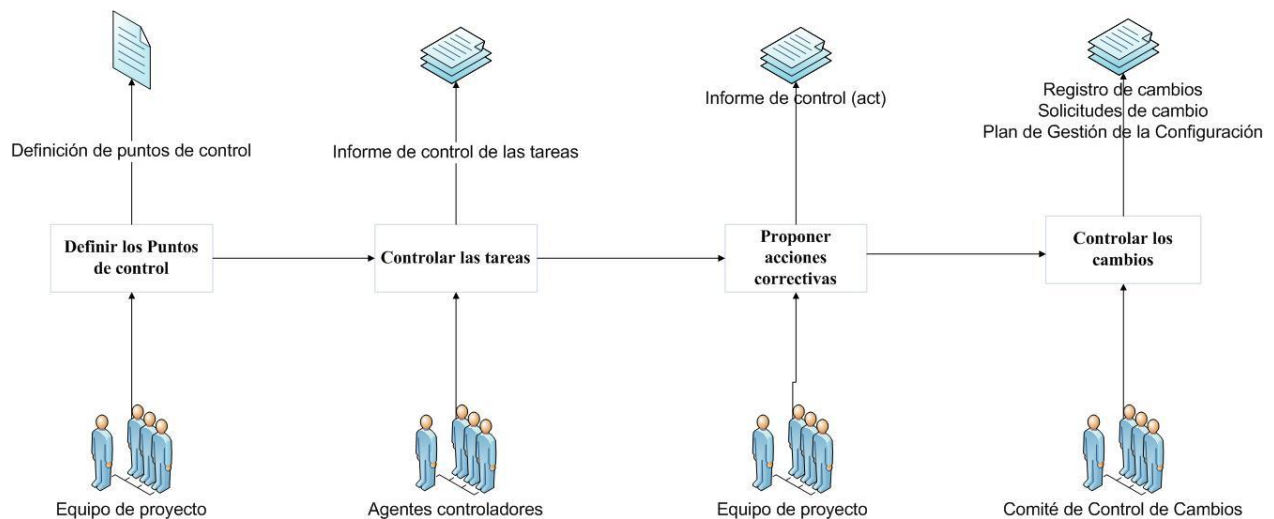 Informe de control (act)
Registro de cambios
Solicitudes de cambio
Plan de Gestión de la Configuración
Definición de puntos de control
Informe de control de las tareas
Definir los Puntos
de control
Controlar las tareas
Proponer
acciones
correctivas
Controlar los
cambios
Equipo de proyecto
Agentes controladores
Equipo de proyecto
Comité de Control de Cambios